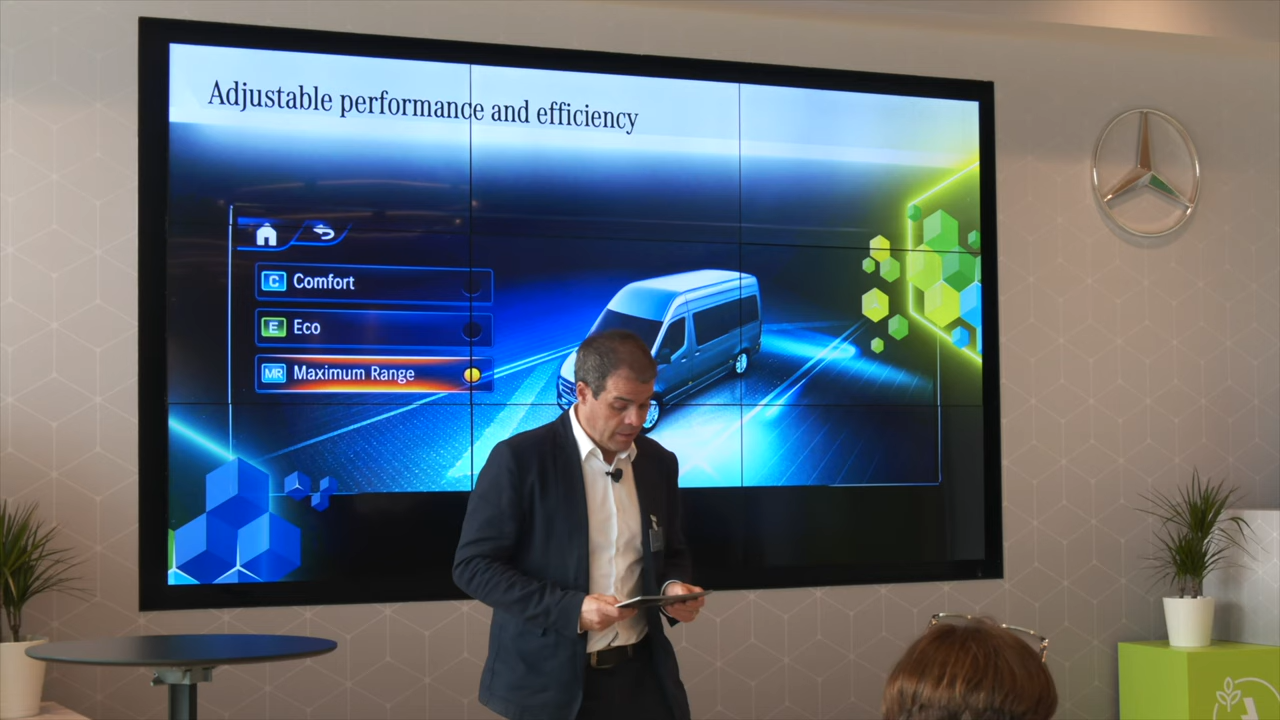 Adjustable performance and efficiency
C Comfort
E Eco
MR Maximum Range